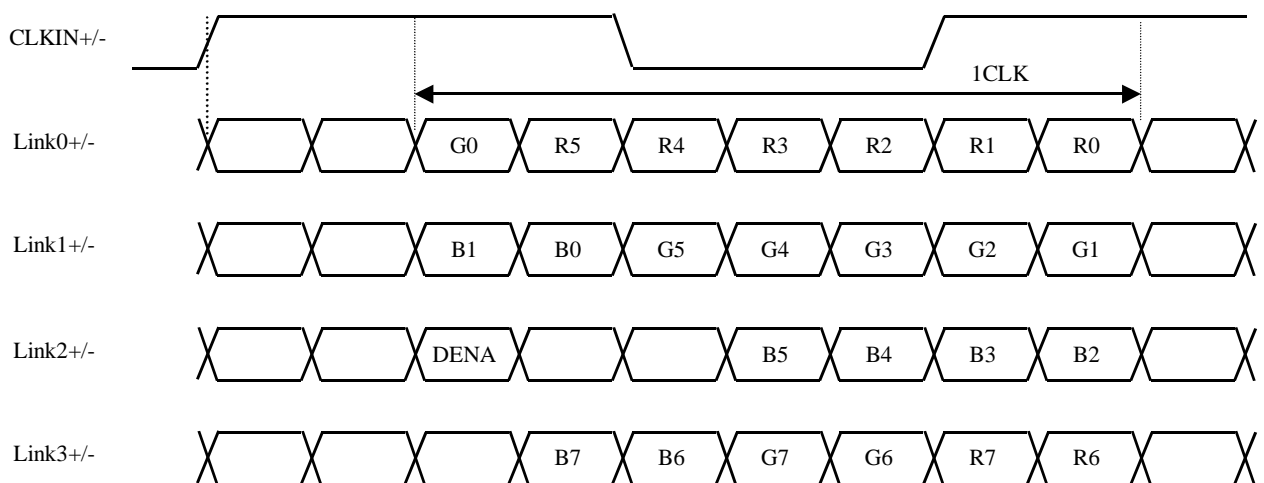 CLKIN+/-
1CLK
Link0+/- G0 R5 R4 R3 R2 R1 R0
Link1+/- B1 B0 G5 G4 G3 G2 G1
Link2+/- DENA B5 B4 B3 B2
Link3+/- B7 B6 G7 G6 R7 R6